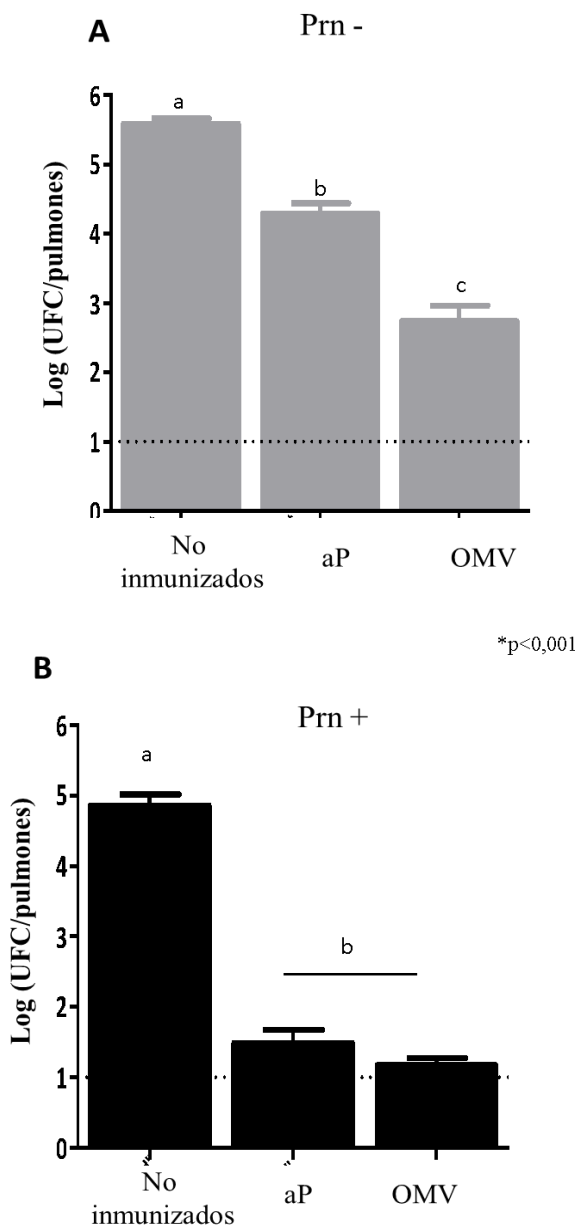 A
Prn -
Log (UFC/pulmones)
6
5
4
3
2
1
0
a
b
c
No
inmunizados
aP
OMV
*p<0,001
B
Prn +
Log (UFC/pulmones)
6
5
4
3
2
1
0
a
b
No
inmunizados
aP
OMV